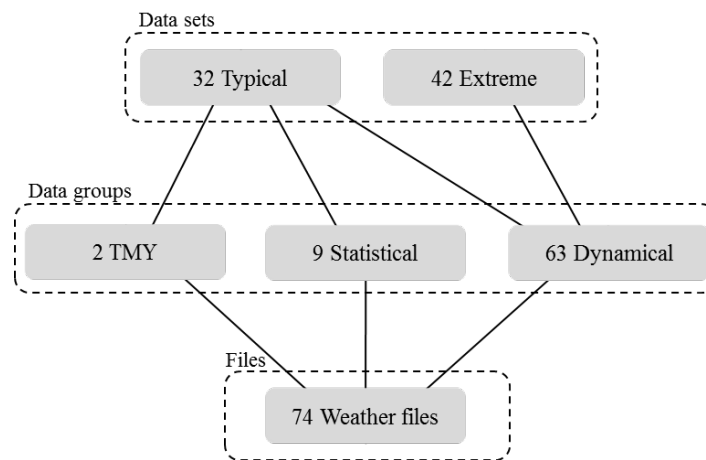 Data sets
32 Typical
42 Extreme
Data groups
2 TMY
9 Statistical
63 Dynamical
Files
74 Weather files